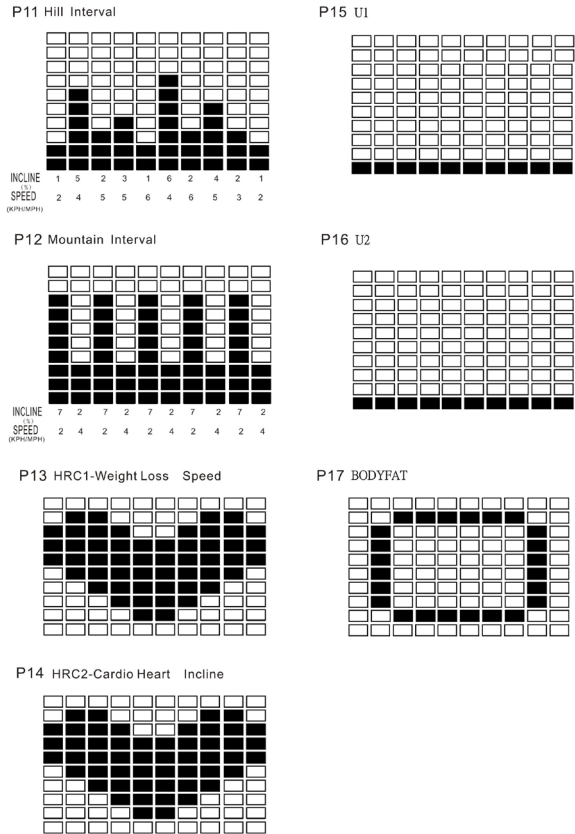 P11 Hill Interval
INCLINE 1 5 2 3 1 6 2 4 2 1
(%)
SPEED 2 4 5 5 6 4 6 5 3 2
(KPH/MPH)
P12 Mountain Interval
INCLINE 7 2 7 2 7 2 7 2 7 2
(%)
SPEED 2 4 2 4 2 4 2 4 2 4
(KPH/MPH)
P13 HRC1-Weight Loss Speed
P14 HRC2-Cardio Heart Incline
P15 U1
P16 U2
P17 BODYFAT